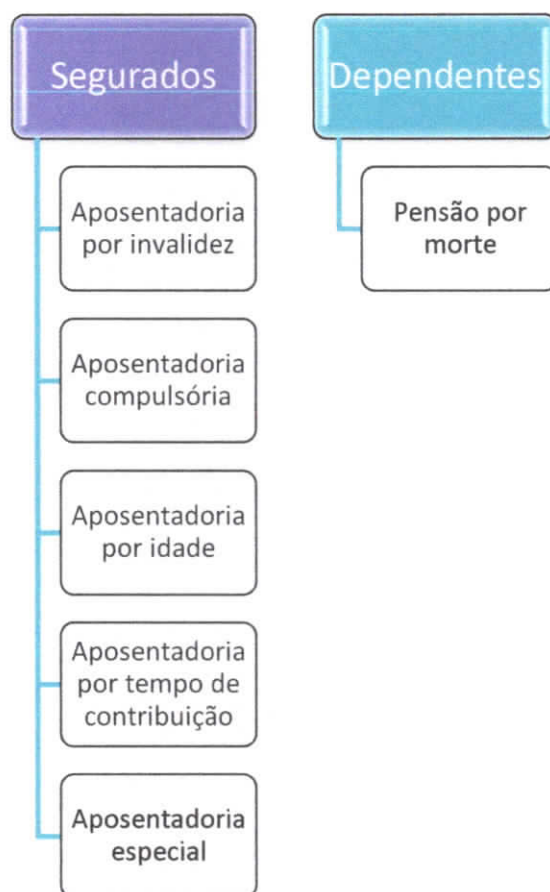 Segurados
Aposentadoria
por invalidez
Aposentadoria
compulsória
Aposentadoria
por idade
Aposentadoria
por tempo de
contribuição
Aposentadoria
especial
Dependentes
Pensão por
morte